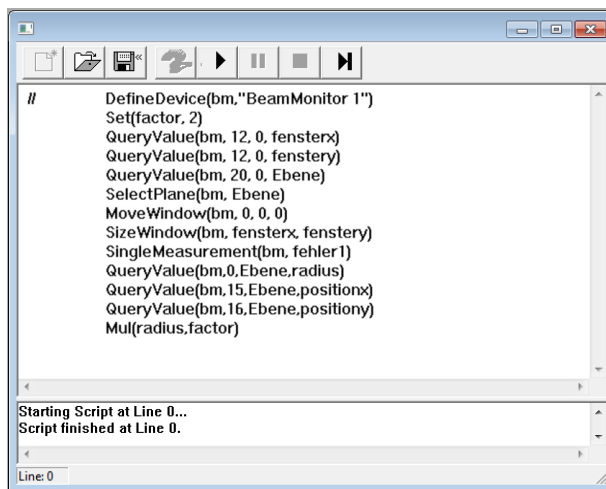 // DefineDevice(bm,"BeamMonitor 1")
Set(factor, 2)
QueryValue(bm, 12, 0, fensterx)
QueryValue(bm, 12, 0, fenstery)
QueryValue(bm, 20, 0, Ebene)
SelectPlane(bm, Ebene)
MoveWindow(bm, 0, 0, 0)
SizeWindow(bm, fensterx, fenstery)
SingleMeasurement(bm, fehler1)
QueryValue(bm,0,Ebene,radius)
QueryValue(bm,15,Ebene,positionx)
QueryValue(bm,16,Ebene,positiony)
Mul(radius,factor)
Starting Script at Line 0...
Script finished at Line 0.
Line: 0